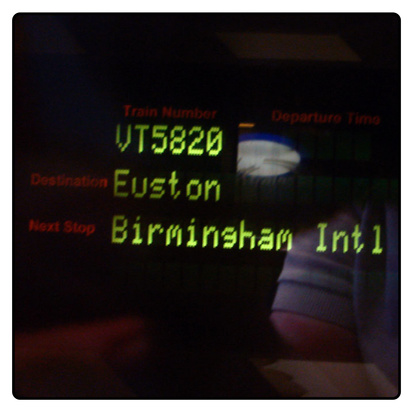 Train Number Departure Time
VT5820
Destination Euston
Next Stop Birmingham Intl